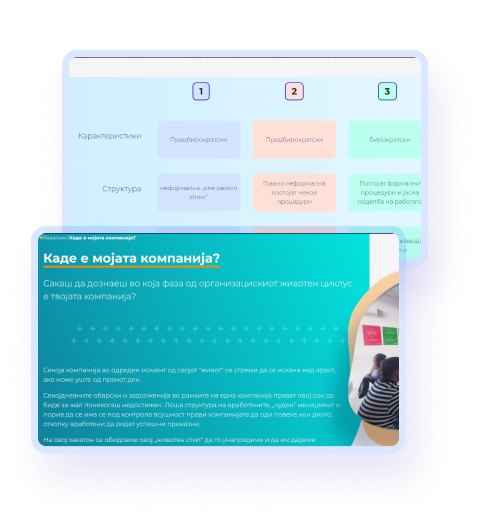 1 2 3
Карактеристики Предбирократски Предбирократски Бирократски
Структура неформална „one person show" Главно неформална постојат некои процедури Постојат формални процедури и јасна поделба на работата
Хакатони /Каде е мојата компанија?
Каде е мојата компанија?
Сакаш да дознаеш во која фаза од организацискиот животен циклус
е твојата компанија?
Секоја компанија во одреден момент од својот "живот" се стреми да се искачи над врвот,
ако може уште од првиот ден.
Секојдневните обврски и задолженија во рамките на една компанија прават овој сон да
биде за жал понекогаш недостижен. Лоша структура на вработените, „чуден" менаџмент и
порив да се има се под контрола всушност прави компанијата да оди повеќе кон дното,
отколку вработени да редат успешни приказни.
На овој хакатон се обидовме овој „животен стил" да го унапредиме и да им дадеме